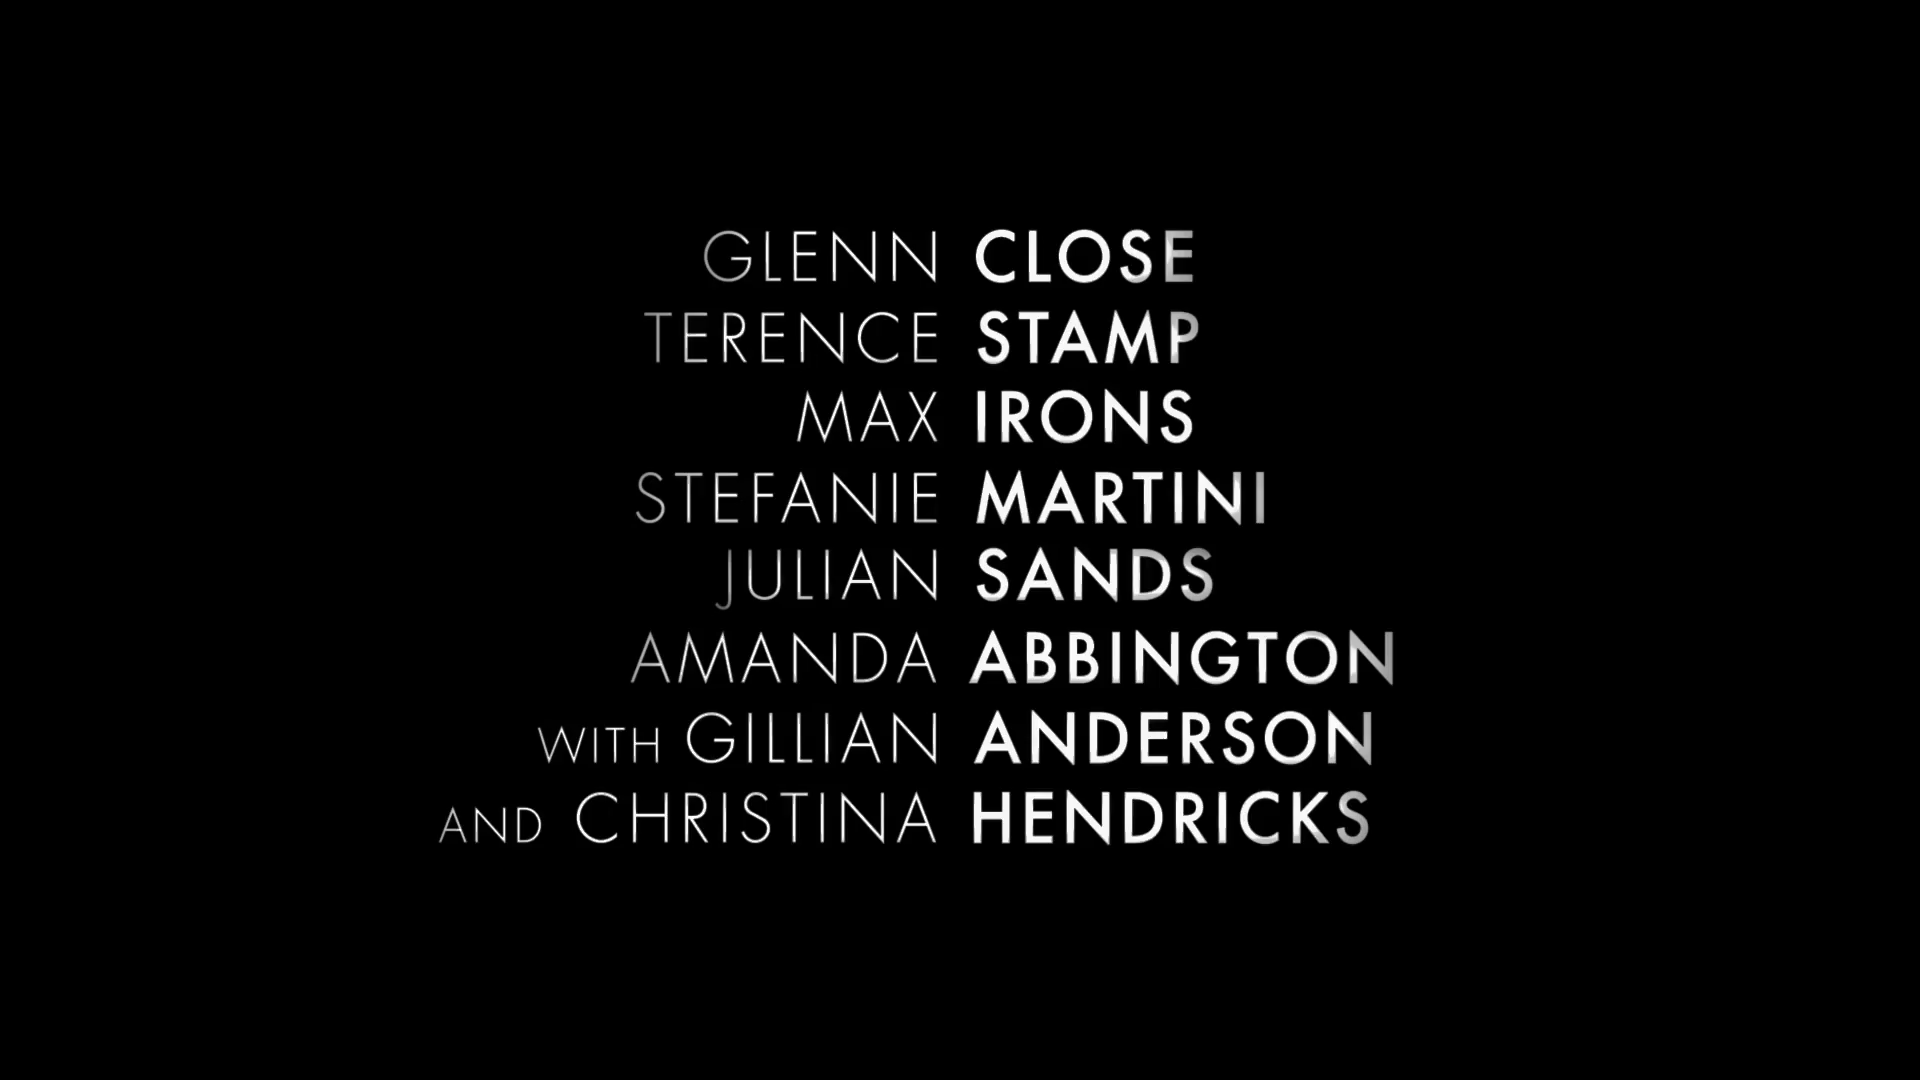 GLENN CLOSE
TERENCE STAMP
MAX IRONS
STEFANIE MARTINI
JULIAN SANDS
AMANDA ABBINGTON
WITH GILLIAN ANDERSON
AND CHRISTINA HENDRICKS